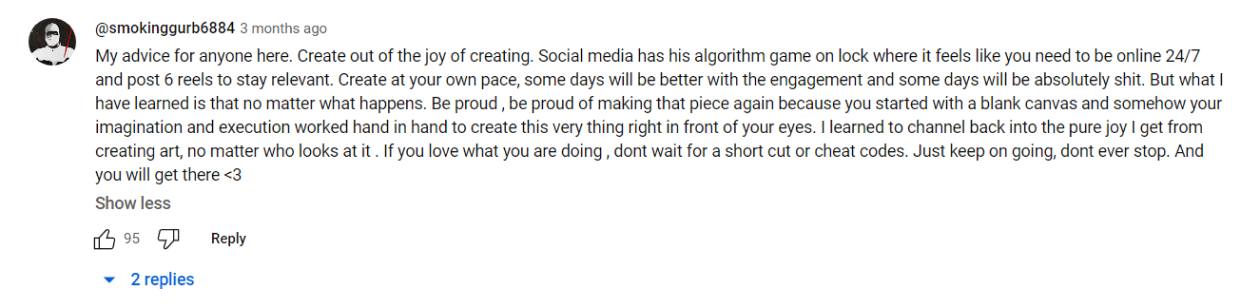 @smokinggurb6884 3 months ago
My advice for anyone here. Create out of the joy of creating. Social media has his algorithm game on lock where it feels like you need to be online 24/7
and post 6 reels to stay relevant. Create at your own pace, some days will be better with the engagement and some days will be absolutely shit. But what I
have learned is that no matter what happens. Be proud , be proud of making that piece again because you started with a blank canvas and somehow your
imagination and execution worked hand in hand to create this very thing right in front of your eyes. I learned to channel back into the pure joy I get from
creating art, no matter who looks at it . If you love what you are doing , dont wait for a short cut or cheat codes. Just keep on going, dont ever stop. And
you will get there <3
Show less
95 Reply
2 replies